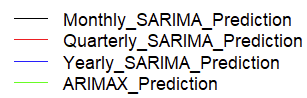 Monthly_SARIMA_Prediction
Quarterly_SARIMA_Prediction
Yearly_SARIMA_Prediction
ARIMAX_Prediction